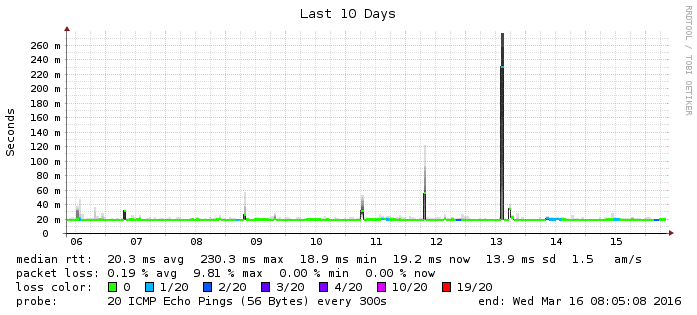 Last 10 Days
RRDTOOL / TOBI OETIKER
Seconds
260 m
240 m
220 m
200 m
180 m
160 m
140 m
120 m
100 m
80 m
60 m
40 m
20 m
0
06 07 08 09 10 11 12 13 14 15
median rtt: 20.3 ms avg 230.3 ms max 18.9 ms min 19.2 ms now 13.9 ms sd 1.5 am/s
packet loss: 0.19 % avg 9.81 % max 0.00 % min 0.00 % now
loss color: 0 1/20 2/20 3/20 4/20 10/20 19/20
probe: 20 ICMP Echo Pings (56 Bytes) every 300s end: Wed Mar 16 08:05:08 2016